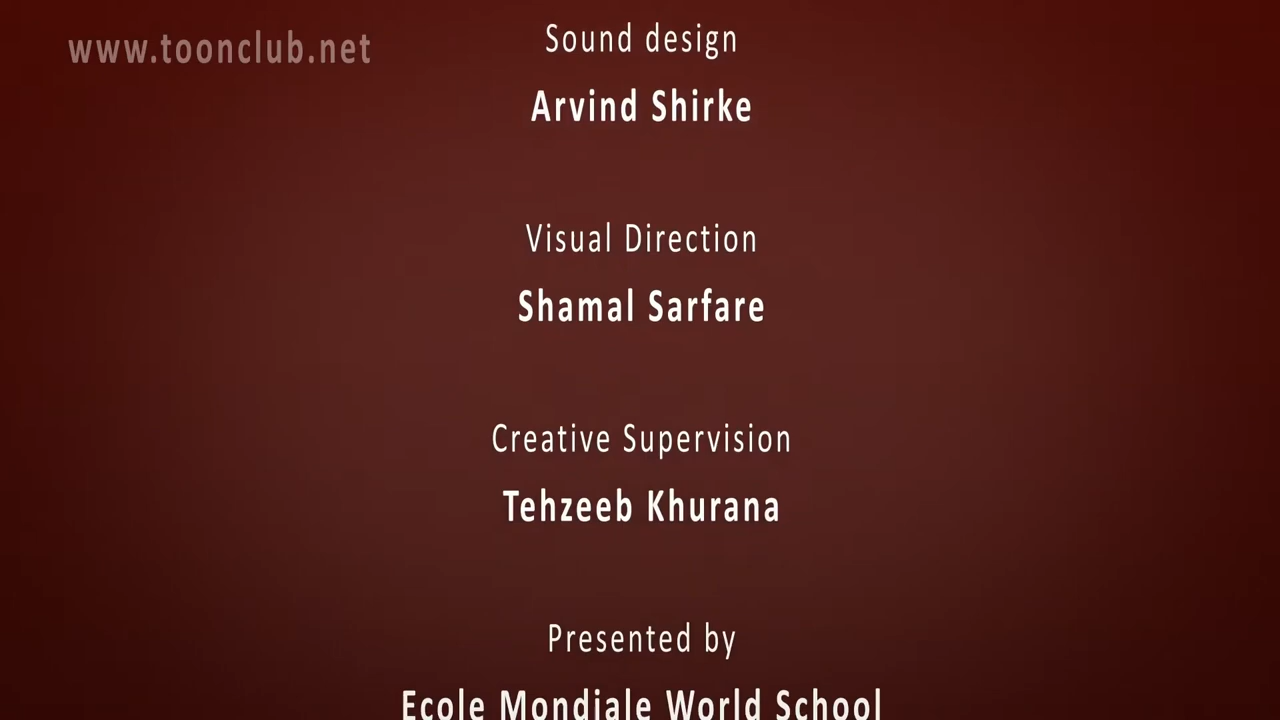 www.toonclub.net
Sound design
Arvind Shirke
Visual Direction
Shamal Sarfare
Creative Supervision
Tehzeeb Khurana
Presented by
Ecole Mondiale World School